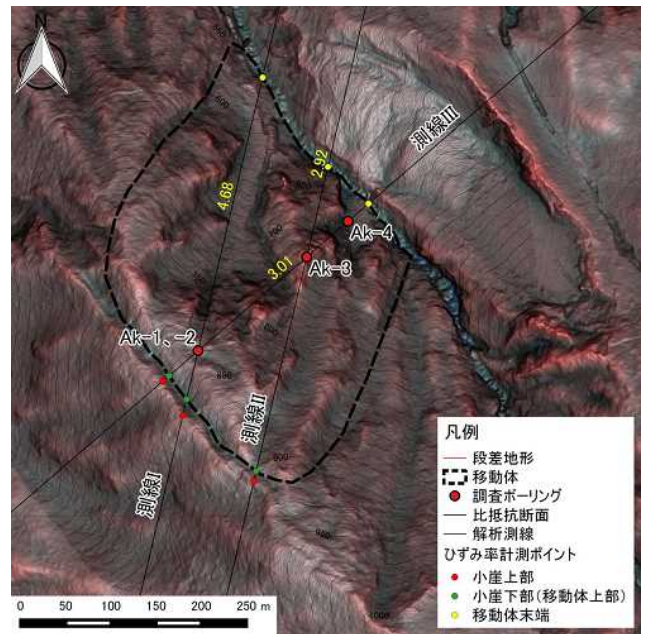 4.68
2.92
測線Ⅲ
Ak-4
Ak-3
3.01
Ak-1、-2
測線Ⅰ
測線Ⅱ
凡例
段差地形
移動体
調査ボーリング
比抵抗断面
解析測線
ひずみ率計測ポイント
小崖上部
小崖下部(移動体上部)
移動体末端
0 50 100 150 200 250 m